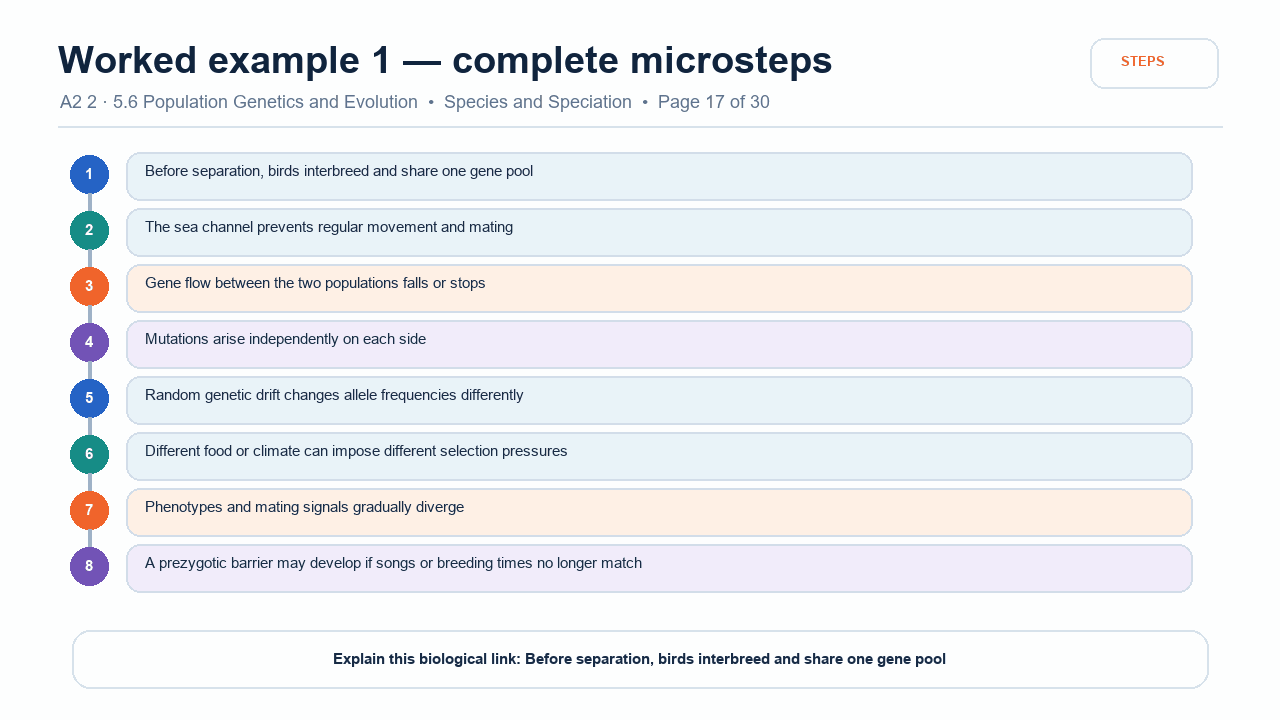 Worked example 1 — complete microsteps
STEPS
A2 2 · 5.6 Population Genetics and Evolution • Species and Speciation • Page 17 of 30
1 Before separation, birds interbreed and share one gene pool
2 The sea channel prevents regular movement and mating
3 Gene flow between the two populations falls or stops
4 Mutations arise independently on each side
5 Random genetic drift changes allele frequencies differently
6 Different food or climate can impose different selection pressures
7 Phenotypes and mating signals gradually diverge
8 A prezygotic barrier may develop if songs or breeding times no longer match
Explain this biological link: Before separation, birds interbreed and share one gene pool